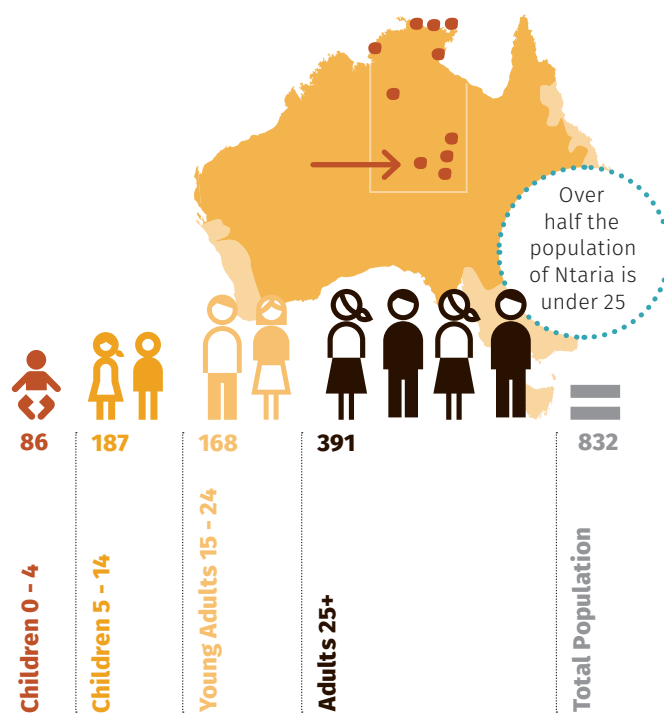 Over
half the
population
of Ntaria is
under 25
86
187
168
391
832
Children 0 - 4
Children 5 - 14
Young Adults 15 - 24
Adults 25+
Total Population